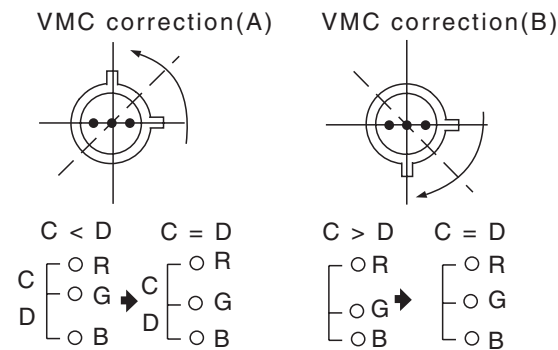 VMC correction(A)
VMC correction(B)
C < D
C = D
C > D
C = D
C
D
R
G
B
C
D
R
G
B
R
G
B
R
G
B